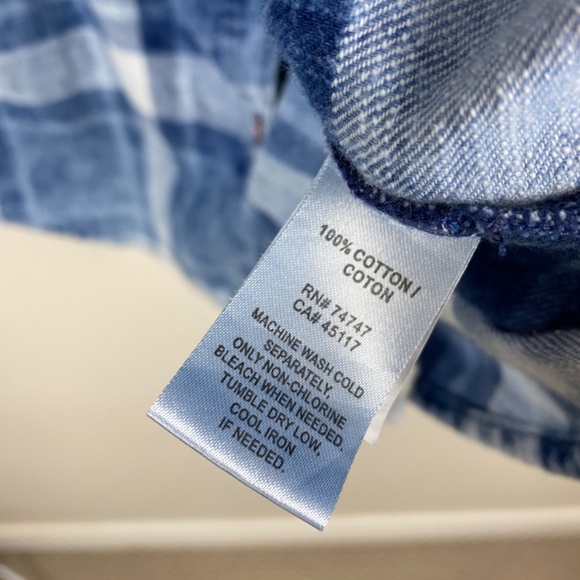 100% COTTON/
COTON
RN# 74747
CA# 45117
MACHINE WASH COLD
SEPARATELY.
ONLY NON-CHLORINE
BLEACH WHEN NEEDED.
TUMBLE DRY LOW.
COOL IRON
IF NEEDED.